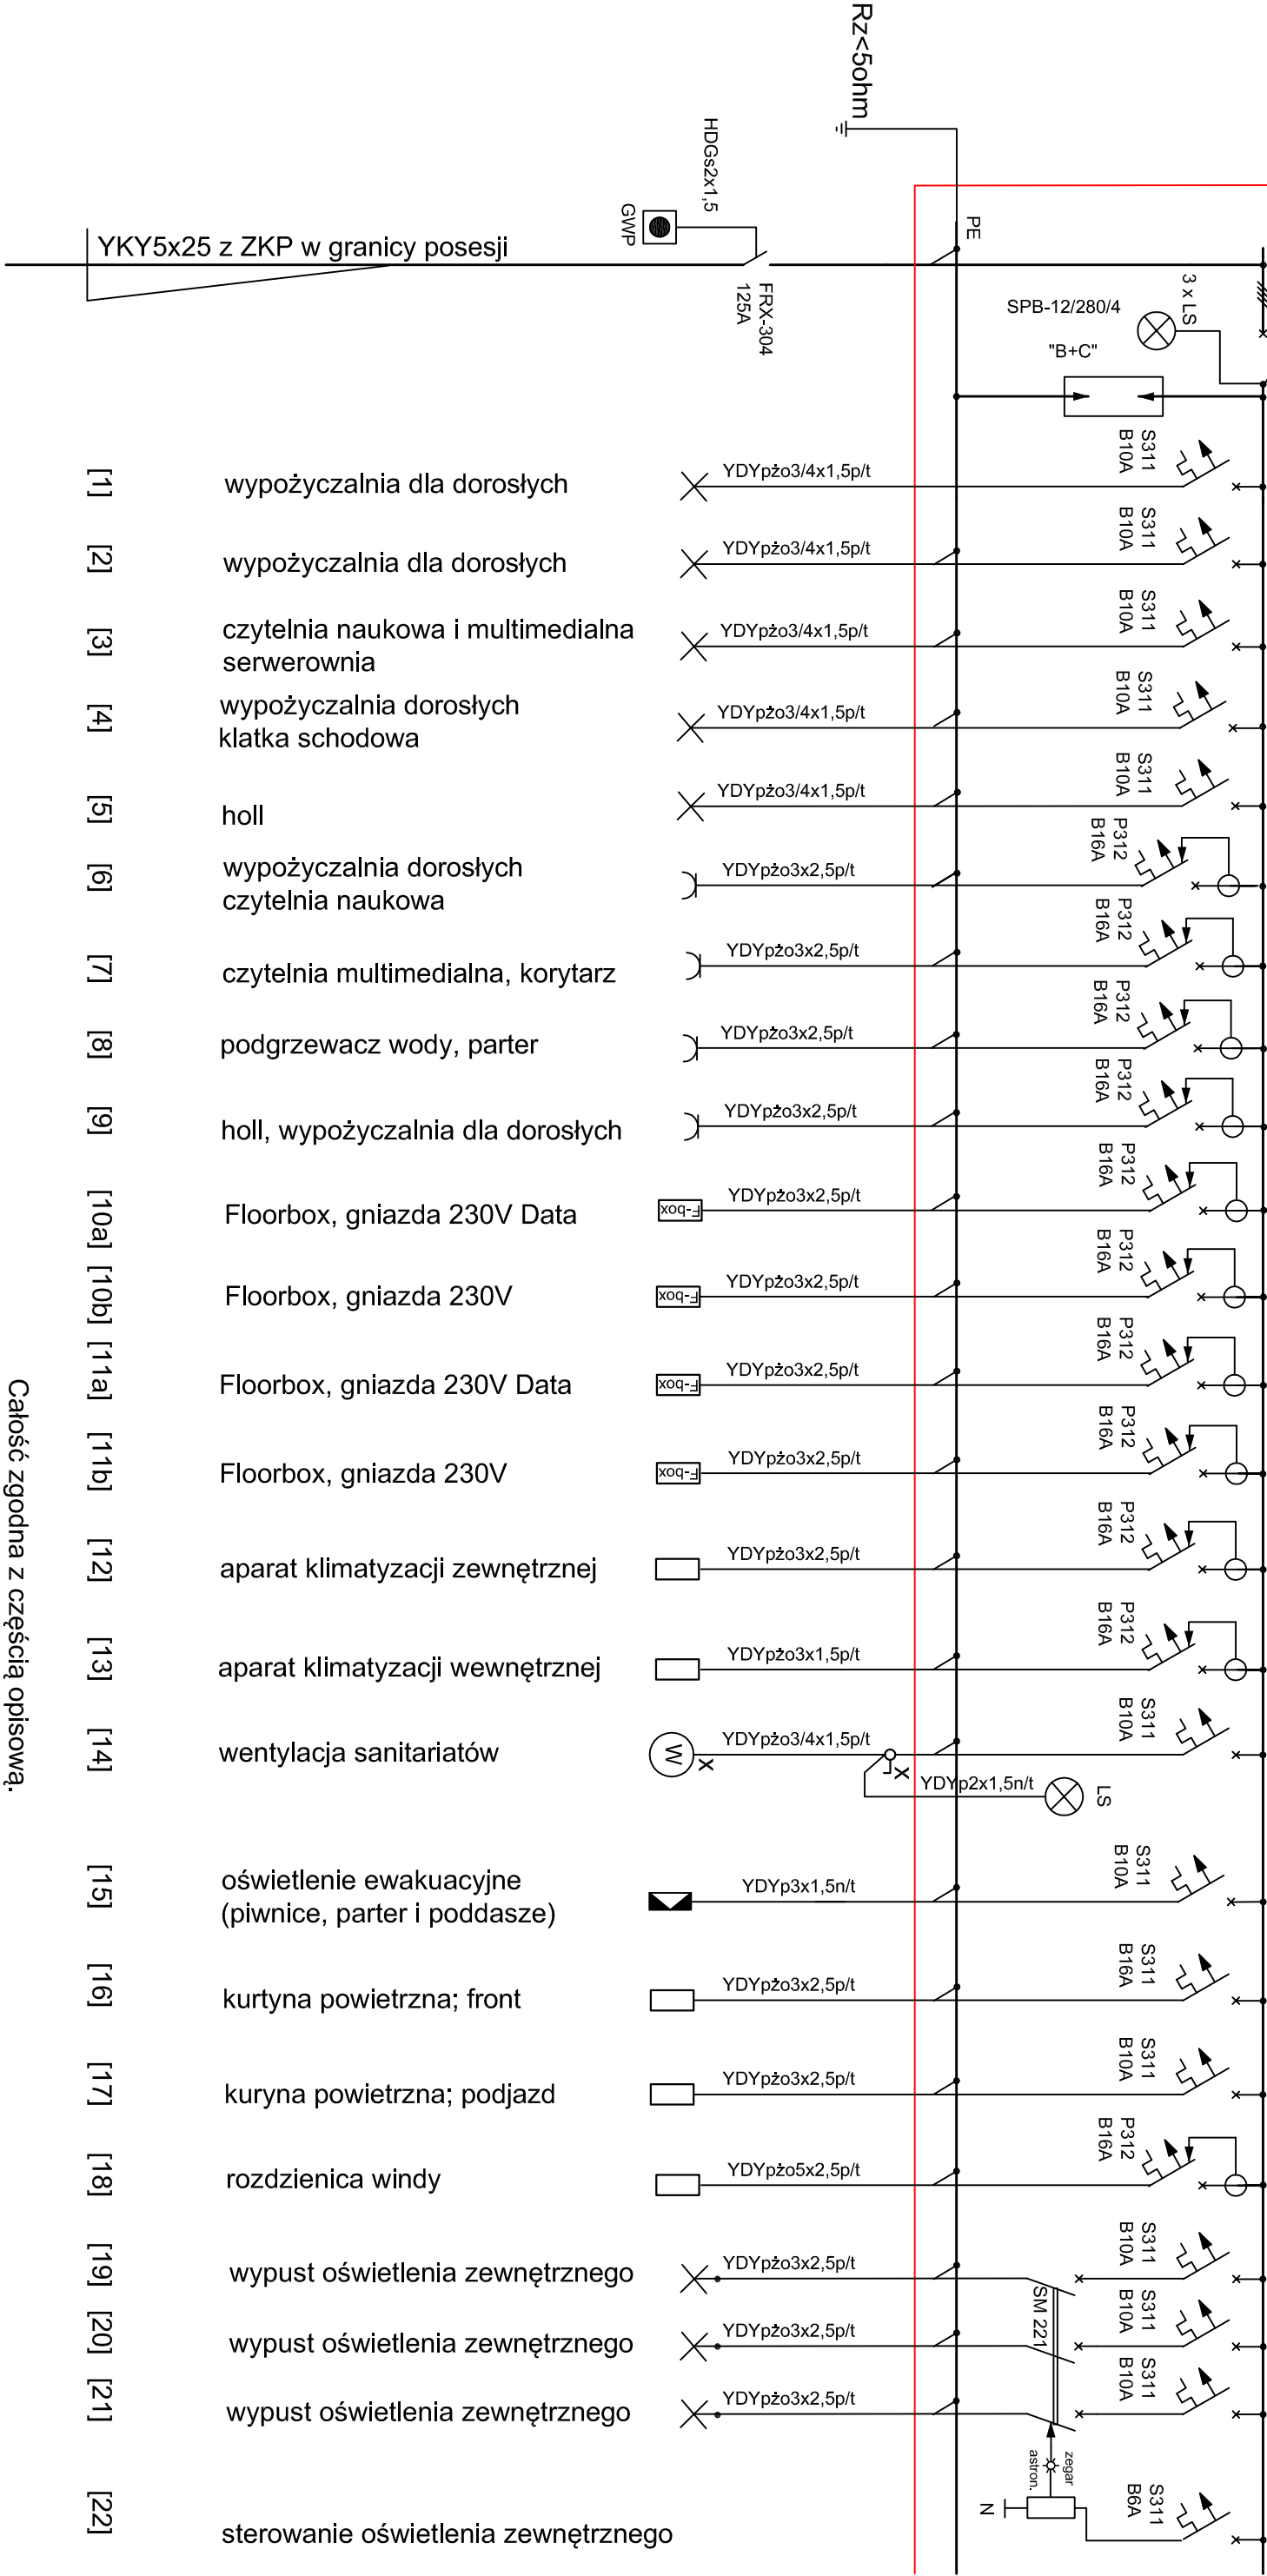 Rz<5ohm
HDGs2x1,5
GWP
PE
YKY5x25 z ZKP w granicy posesji
FRX-304
125A
3 x LS
SPB-12/280/4
"B+C"
[1] wypożyczalnia dla dorosłych YDYpżo3/4x1,5p/t S311 B10A
[2] wypożyczalnia dla dorosłych YDYpżo3/4x1,5p/t S311 B10A
[3] czytelnia naukowa i multimedialna YDYpżo3/4x1,5p/t S311 B10A
serwerownia
[4] wypożyczalnia dorosłych YDYpżo3/4x1,5p/t S311 B10A
klatka schodowa
[5] holl YDYpżo3/4x1,5p/t S311 B10A
[6] wypożyczalnia dorosłych YDYpżo3x2,5p/t P312 B16A
czytelnia naukowa
[7] czytelnia multimedialna, korytarz YDYpżo3x2,5p/t P312 B16A
[8] podgrzewacz wody, parter YDYpżo3x2,5p/t P312 B16A
[9] holl, wypożyczalnia dla dorosłych YDYpżo3x2,5p/t P312 B16A
[10a] Floorbox, gniazda 230V Data F-box YDYpżo3x2,5p/t P312 B16A
[10b] Floorbox, gniazda 230V F-box YDYpżo3x2,5p/t P312 B16A
[11a] Floorbox, gniazda 230V Data F-box YDYpżo3x2,5p/t P312 B16A
[11b] Floorbox, gniazda 230V F-box YDYpżo3x2,5p/t P312 B16A
[12] aparat klimatyzacji zewnętrznej YDYpżo3x2,5p/t P312 B16A
[13] aparat klimatyzacji wewnętrznej YDYpżo3x1,5p/t P312 B16A
[14] wentylacja sanitariatów W X YDYpżo3/4x1,5p/t X S311 B10A
YDYp2x1,5n/t LS
[15] oświetlenie ewakuacyjne YDYp3x1,5n/t S311 B10A
(piwnice, parter i poddasze)
[16] kurtyna powietrzna; front YDYpżo3x2,5p/t S311 B16A
[17] kuryna powietrzna; podjazd YDYpżo3x2,5p/t S311 B10A
[18] rozdzienica windy YDYpżo5x2,5p/t P312 B16A
[19] wypust oświetlenia zewnętrznego YDYpżo3x2,5p/t S311 B10A
SM 221
[20] wypust oświetlenia zewnętrznego YDYpżo3x2,5p/t S311 B10A
[21] wypust oświetlenia zewnętrznego YDYpżo3x2,5p/t S311 B10A
zegar
astron.
N
[22] sterowanie oświetlenia zewnętrznego S311 B6A
Całość zgodna z częścią opisową.